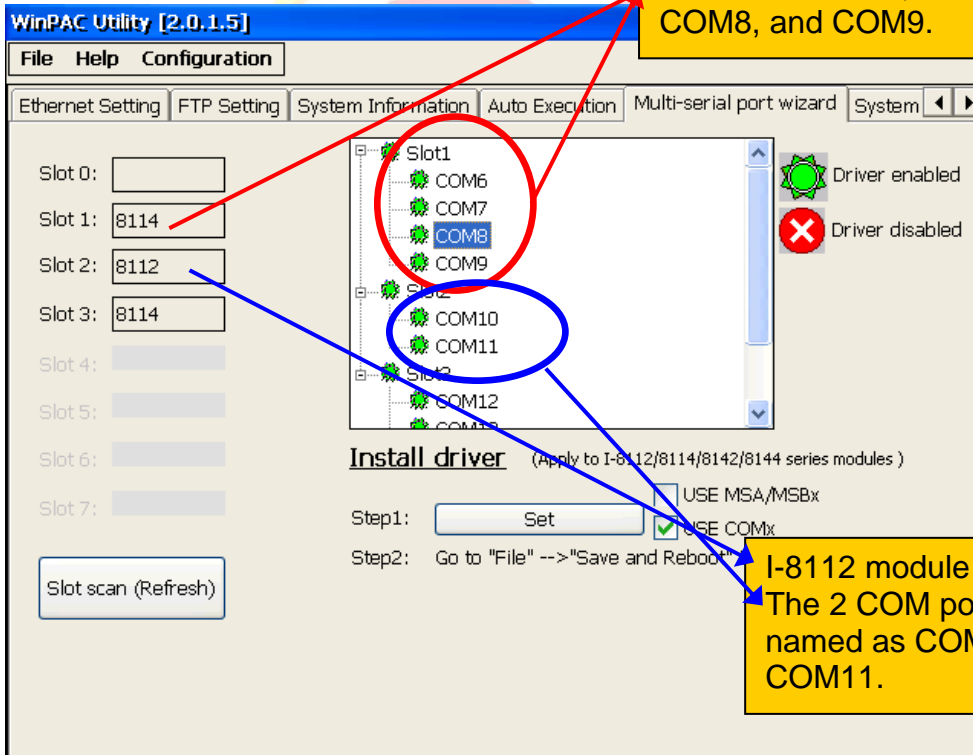 COM8, and COM9.
WinPAC Utility [2.0.1.5]
File Help Configuration
Ethernet Setting FTP Setting System Information Auto Execution Multi-serial port wizard System
Slot 0:
Slot 1: 8114
Slot 2: 8112
Slot 3: 8114
Slot 4:
Slot 5:
Slot 6:
Slot 7:
Slot scan (Refresh)
Slot1
COM6
COM7
COM8
COM9
Slot2
COM10
COM11
Slot3
COM12
Driver enabled
Driver disabled
Install driver (Apply to I-8112/8114/8142/8144 series modules )
USE MSA/MSBx
Step1: Set
USE COMx
Step2: Go to "File" -->"Save and Reboot"
I-8112 module
The 2 COM po
named as COM
COM11.